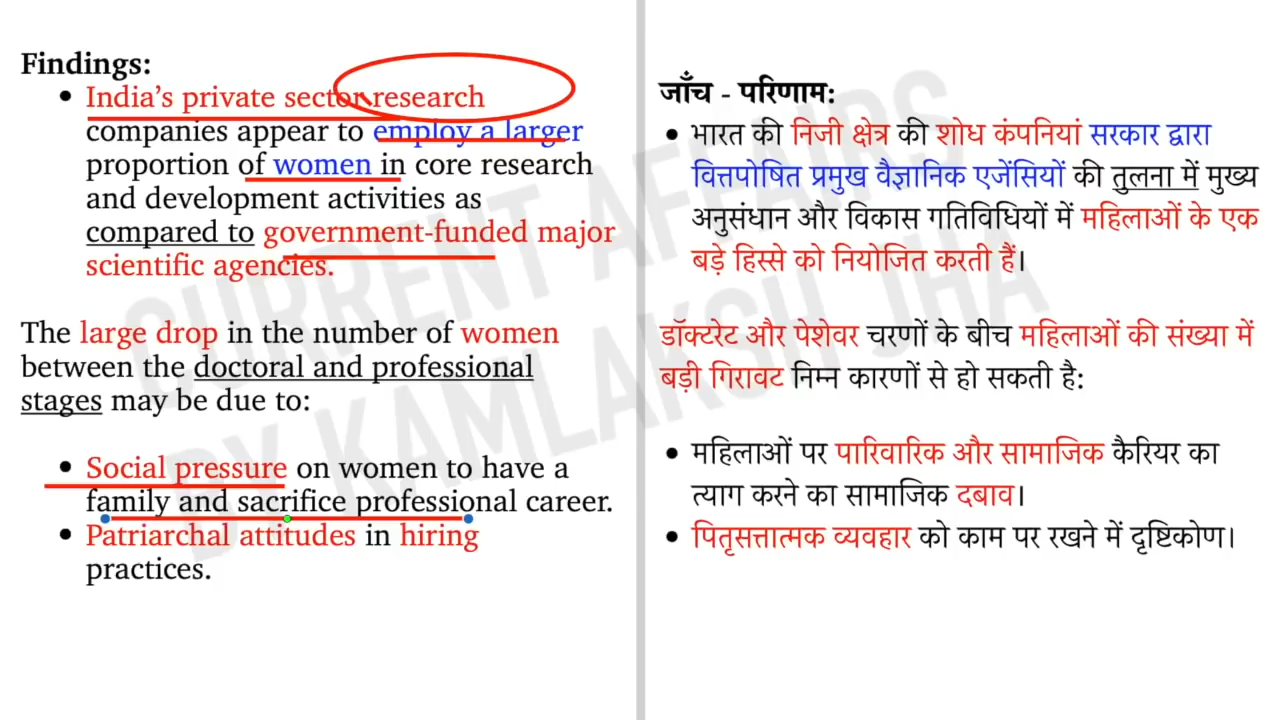 Findings:
• India’s private sector research
companies appear to employ a larger
proportion of women in core research
and development activities as
compared to government-funded major
scientific agencies.
The large drop in the number of women
between the doctoral and professional
stages may be due to:
• Social pressure on women to have a
family and sacrifice professional career.
• Patriarchal attitudes in hiring
practices.
जाँच - परिणाम:
• भारत की निजी क्षेत्र की शोध कंपनियां सरकार द्वारा
वित्तपोषित प्रमुख वैज्ञानिक एजेंसियों की तुलना में मुख्य
अनुसंधान और विकास गतिविधियों में महिलाओं के एक
बड़े हिस्से को नियोजित करती हैं।
डॉक्टरेट और पेशेवर चरणों के बीच महिलाओं की संख्या में
बड़ी गिरावट निम्न कारणों से हो सकती है:
• महिलाओं पर पारिवारिक और सामाजिक कैरियर का
त्याग करने का सामाजिक दबाव।
• पितृसत्तात्मक व्यवहार को काम पर रखने में दृष्टिकोण।
CURRENT AFFAIRS
BY KAMLAKSH JHA